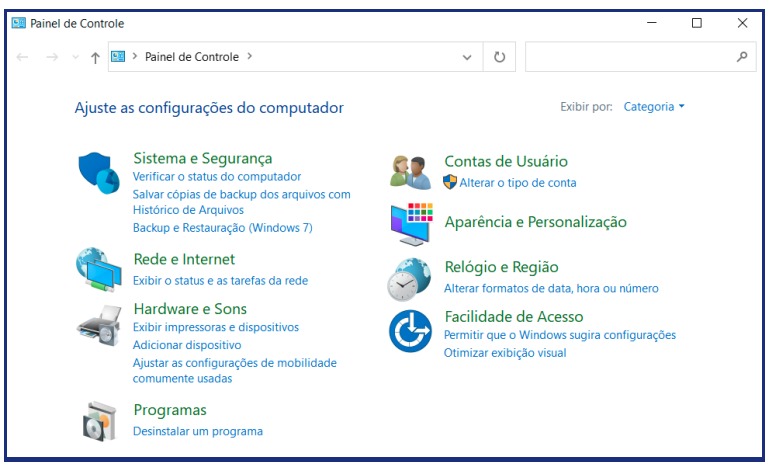 Painel de Controle
Painel de Controle
Ajuste as configurações do computador
Exibir por: Categoria
Sistema e Segurança
Verificar o status do computador
Salvar cópias de backup dos arquivos com
Histórico de Arquivos
Backup e Restauração (Windows 7)
Rede e Internet
Exibir o status e as tarefas da rede
Hardware e Sons
Exibir impressoras e dispositivos
Adicionar dispositivo
Ajustar as configurações de mobilidade
comumente usadas
Programas
Desinstalar um programa
Contas de Usuário
Alterar o tipo de conta
Aparência e Personalização
Relógio e Região
Alterar formatos de data, hora ou número
Facilidade de Acesso
Permitir que o Windows sugira configurações
Otimizar exibição visual